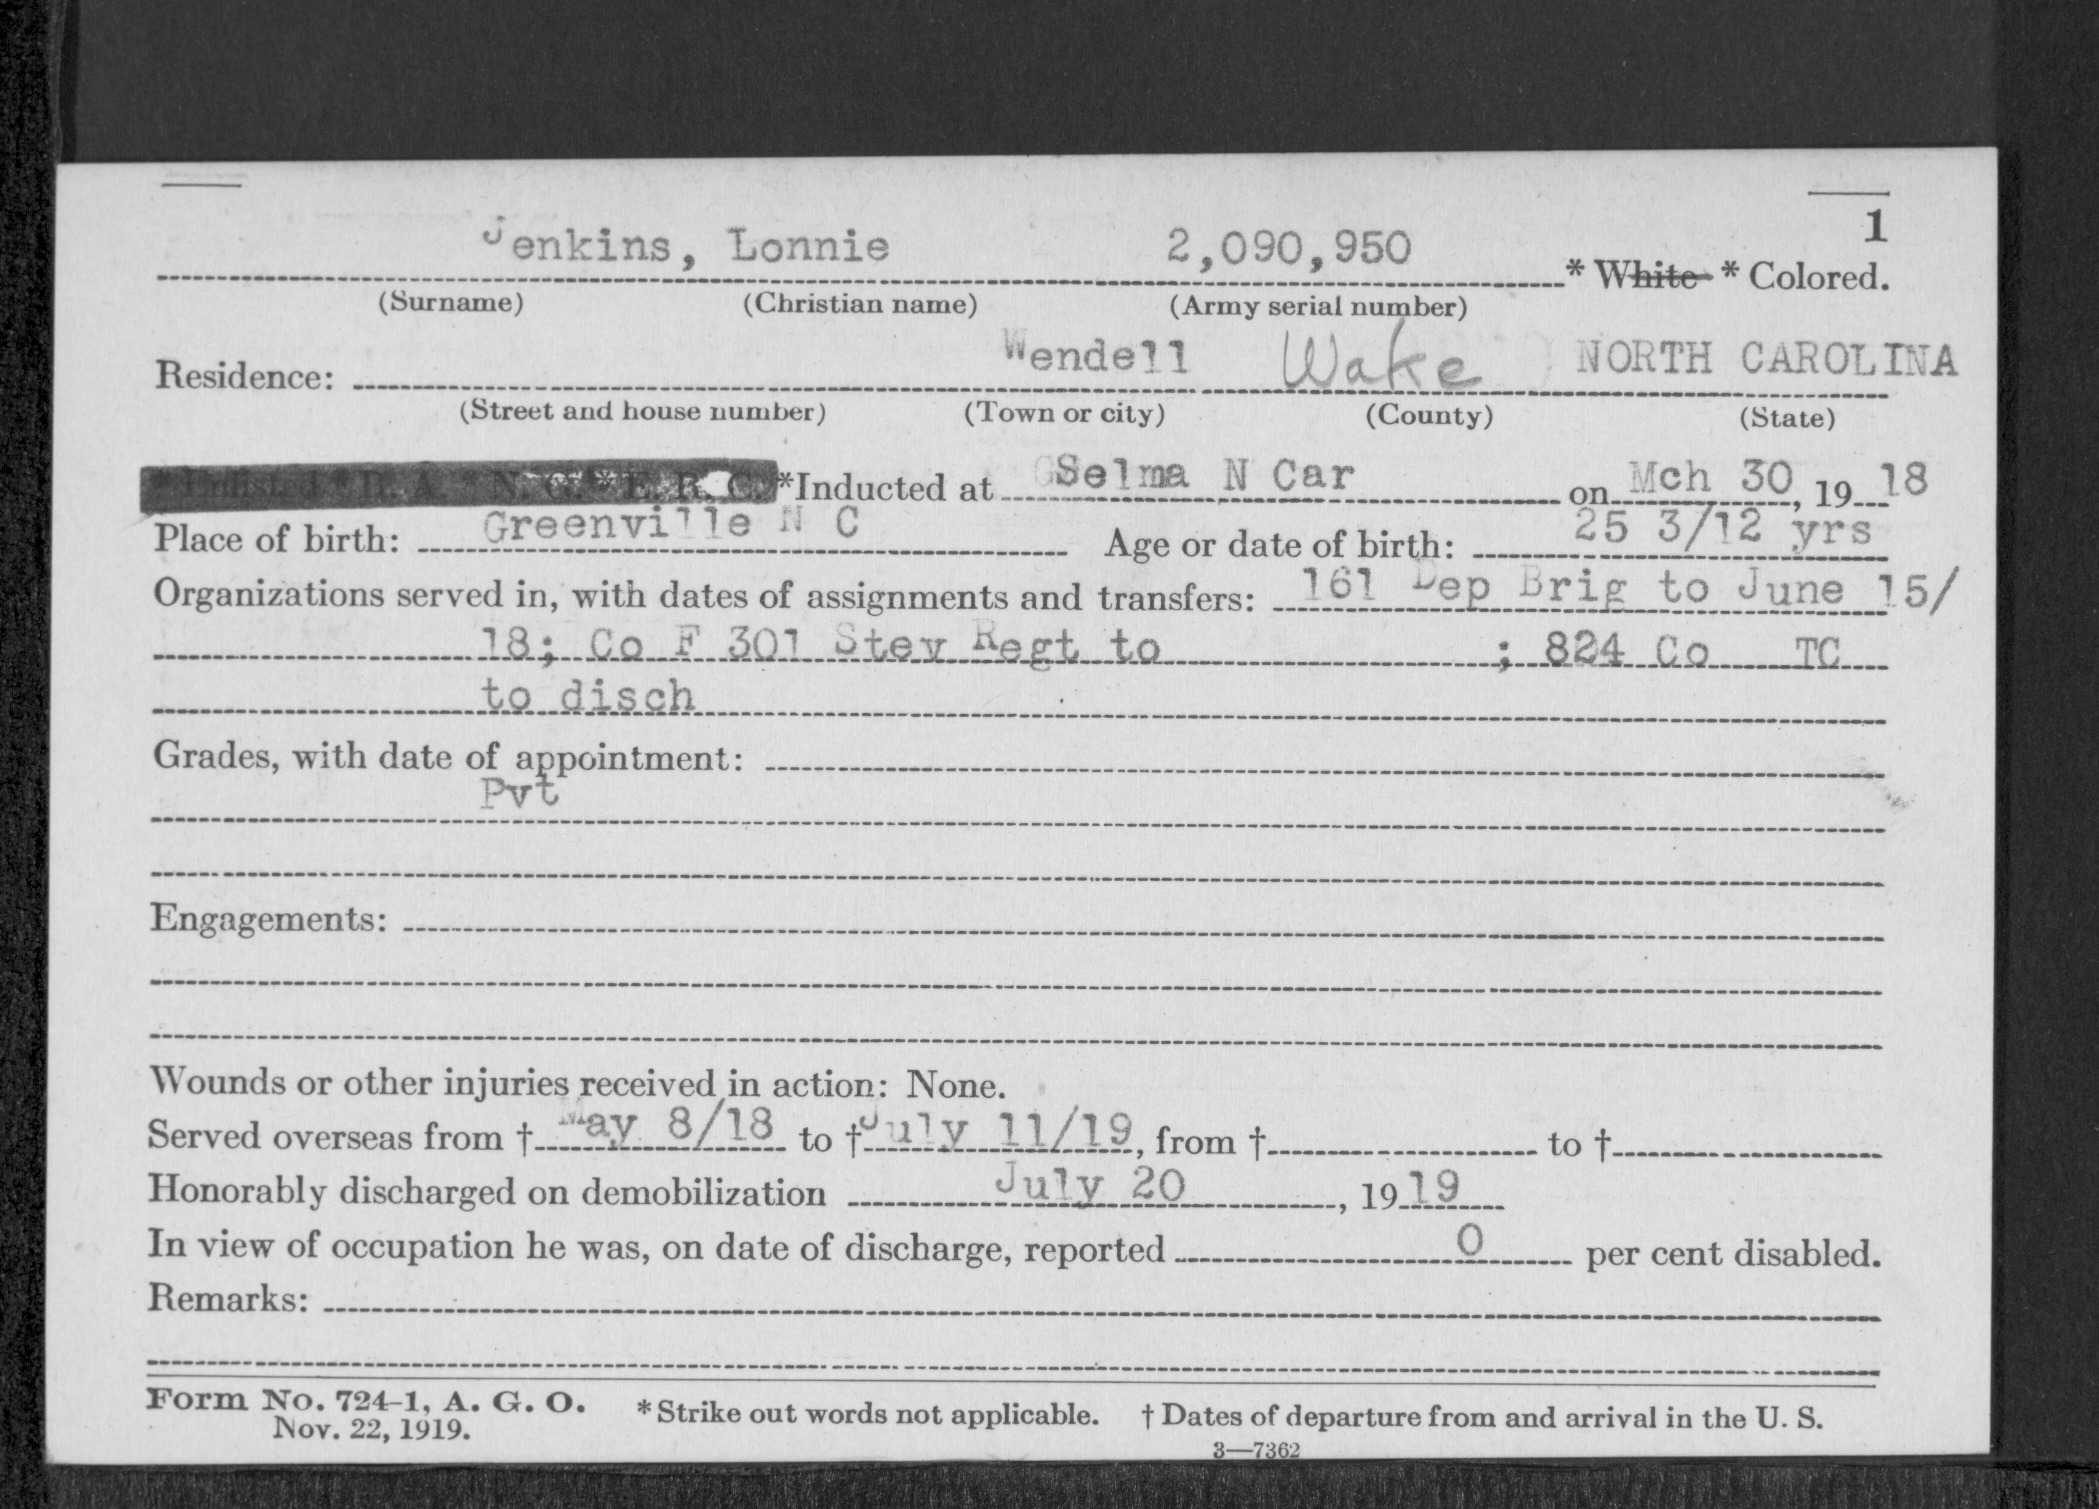 1
Jenkins, Lonnie 2,090,950 * White * Colored.
(Surname) (Christian name) (Army serial number)
Residence: Wendell Wake NORTH CAROLINA
(Street and house number) (Town or city) (County) (State)
* Enlisted * R. A. N. G. * E. R. C. *Inducted at Selma N Car on Mch 30, 1918
Place of birth: Greenville N C Age or date of birth: 25 3/12 yrs
Organizations served in, with dates of assignments and transfers: 161 Dep Brig to June 15/
18; Co F 301 Stev Regt to ; 824 Co TC
to disch
Grades, with date of appointment:
Pvt
Engagements:
Wounds or other injuries received in action: None.
Served overseas from † May 8/18 to † July 11/19, from † to †
Honorably discharged on demobilization July 20, 1919
In view of occupation he was, on date of discharge, reported 0 per cent disabled.
Remarks:
Form No. 724-1, A. G. O. *Strike out words not applicable. † Dates of departure from and arrival in the U. S.
Nov. 22, 1919.
3—7362